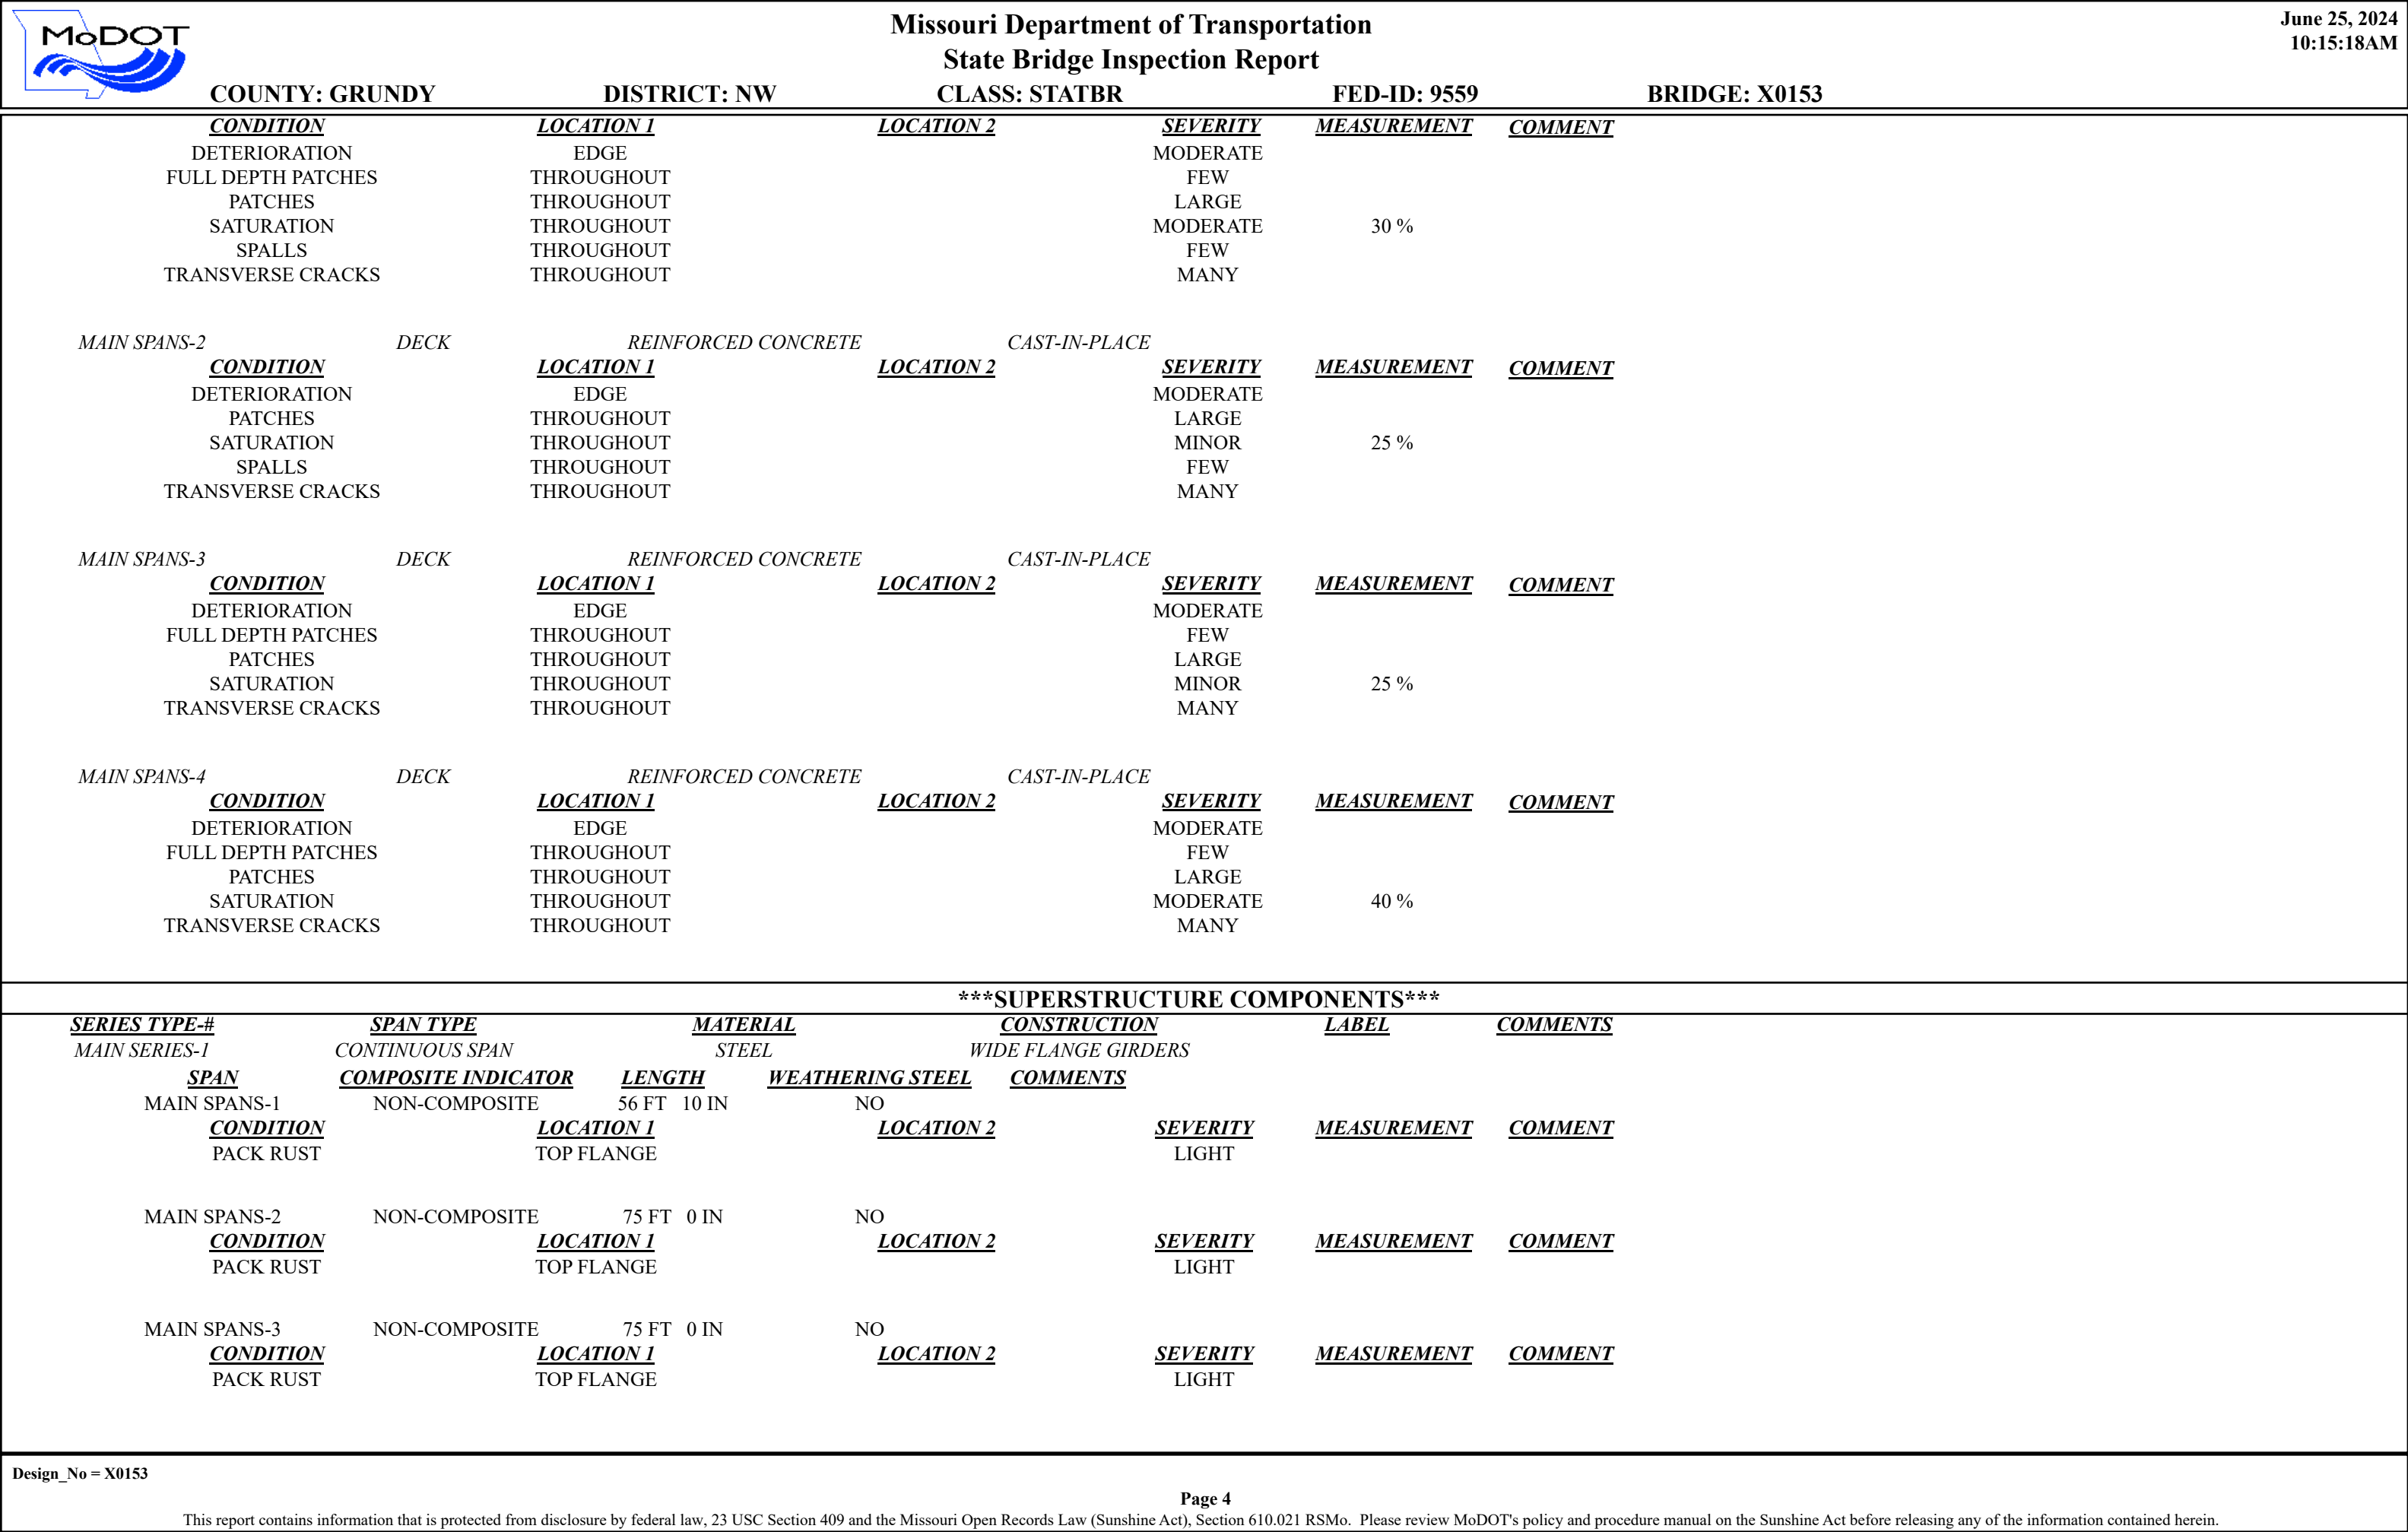 MoDOT
Missouri Department of Transportation
State Bridge Inspection Report
June 25, 2024
10:15:18AM
COUNTY: GRUNDY DISTRICT: NW CLASS: STATBR FED-ID: 9559 BRIDGE: X0153
CONDITION LOCATION 1 LOCATION 2 SEVERITY MEASUREMENT COMMENT
DETERIORATION EDGE MODERATE
FULL DEPTH PATCHES THROUGHOUT FEW
PATCHES THROUGHOUT LARGE
SATURATION THROUGHOUT MODERATE 30 %
SPALLS THROUGHOUT FEW
TRANSVERSE CRACKS THROUGHOUT MANY
MAIN SPANS-2 DECK REINFORCED CONCRETE CAST-IN-PLACE
CONDITION LOCATION 1 LOCATION 2 SEVERITY MEASUREMENT COMMENT
DETERIORATION EDGE MODERATE
PATCHES THROUGHOUT LARGE
SATURATION THROUGHOUT MINOR 25 %
SPALLS THROUGHOUT FEW
TRANSVERSE CRACKS THROUGHOUT MANY
MAIN SPANS-3 DECK REINFORCED CONCRETE CAST-IN-PLACE
CONDITION LOCATION 1 LOCATION 2 SEVERITY MEASUREMENT COMMENT
DETERIORATION EDGE MODERATE
FULL DEPTH PATCHES THROUGHOUT FEW
PATCHES THROUGHOUT LARGE
SATURATION THROUGHOUT MINOR 25 %
TRANSVERSE CRACKS THROUGHOUT MANY
MAIN SPANS-4 DECK REINFORCED CONCRETE CAST-IN-PLACE
CONDITION LOCATION 1 LOCATION 2 SEVERITY MEASUREMENT COMMENT
DETERIORATION EDGE MODERATE
FULL DEPTH PATCHES THROUGHOUT FEW
PATCHES THROUGHOUT LARGE
SATURATION THROUGHOUT MODERATE 40 %
TRANSVERSE CRACKS THROUGHOUT MANY
***SUPERSTRUCTURE COMPONENTS***
SERIES TYPE-# SPAN TYPE MATERIAL CONSTRUCTION LABEL COMMENTS
MAIN SERIES-1 CONTINUOUS SPAN STEEL WIDE FLANGE GIRDERS
SPAN COMPOSITE INDICATOR LENGTH WEATHERING STEEL COMMENTS
MAIN SPANS-1 NON-COMPOSITE 56 FT 10 IN NO
CONDITION LOCATION 1 LOCATION 2 SEVERITY MEASUREMENT COMMENT
PACK RUST TOP FLANGE LIGHT
MAIN SPANS-2 NON-COMPOSITE 75 FT 0 IN NO
CONDITION LOCATION 1 LOCATION 2 SEVERITY MEASUREMENT COMMENT
PACK RUST TOP FLANGE LIGHT
MAIN SPANS-3 NON-COMPOSITE 75 FT 0 IN NO
CONDITION LOCATION 1 LOCATION 2 SEVERITY MEASUREMENT COMMENT
PACK RUST TOP FLANGE LIGHT
Design_No = X0153
Page 4
This report contains information that is protected from disclosure by federal law, 23 USC Section 409 and the Missouri Open Records Law (Sunshine Act), Section 610.021 RSMo. Please review MoDOT's policy and procedure manual on the Sunshine Act before releasing any of the information contained herein.